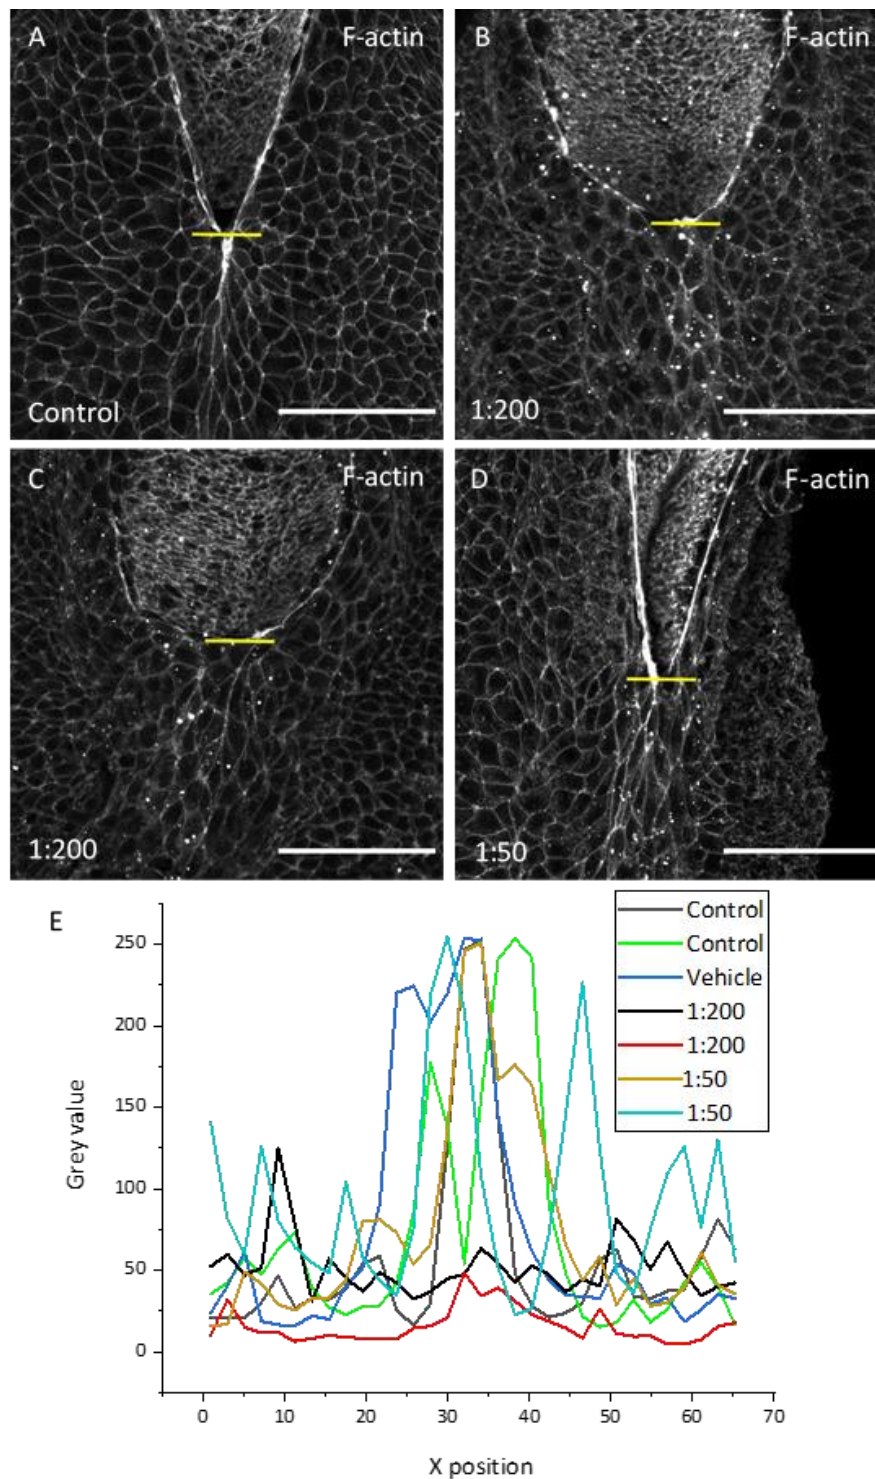 A F-actin
Control
B F-actin
1:200
C F-actin
1:200
D F-actin
1:50
E
Control
Control
Vehicle
1:200
1:200
1:50
1:50
Grey value
250
200
150
100
50
0
0 10 20 30 40 50 60 70
X position